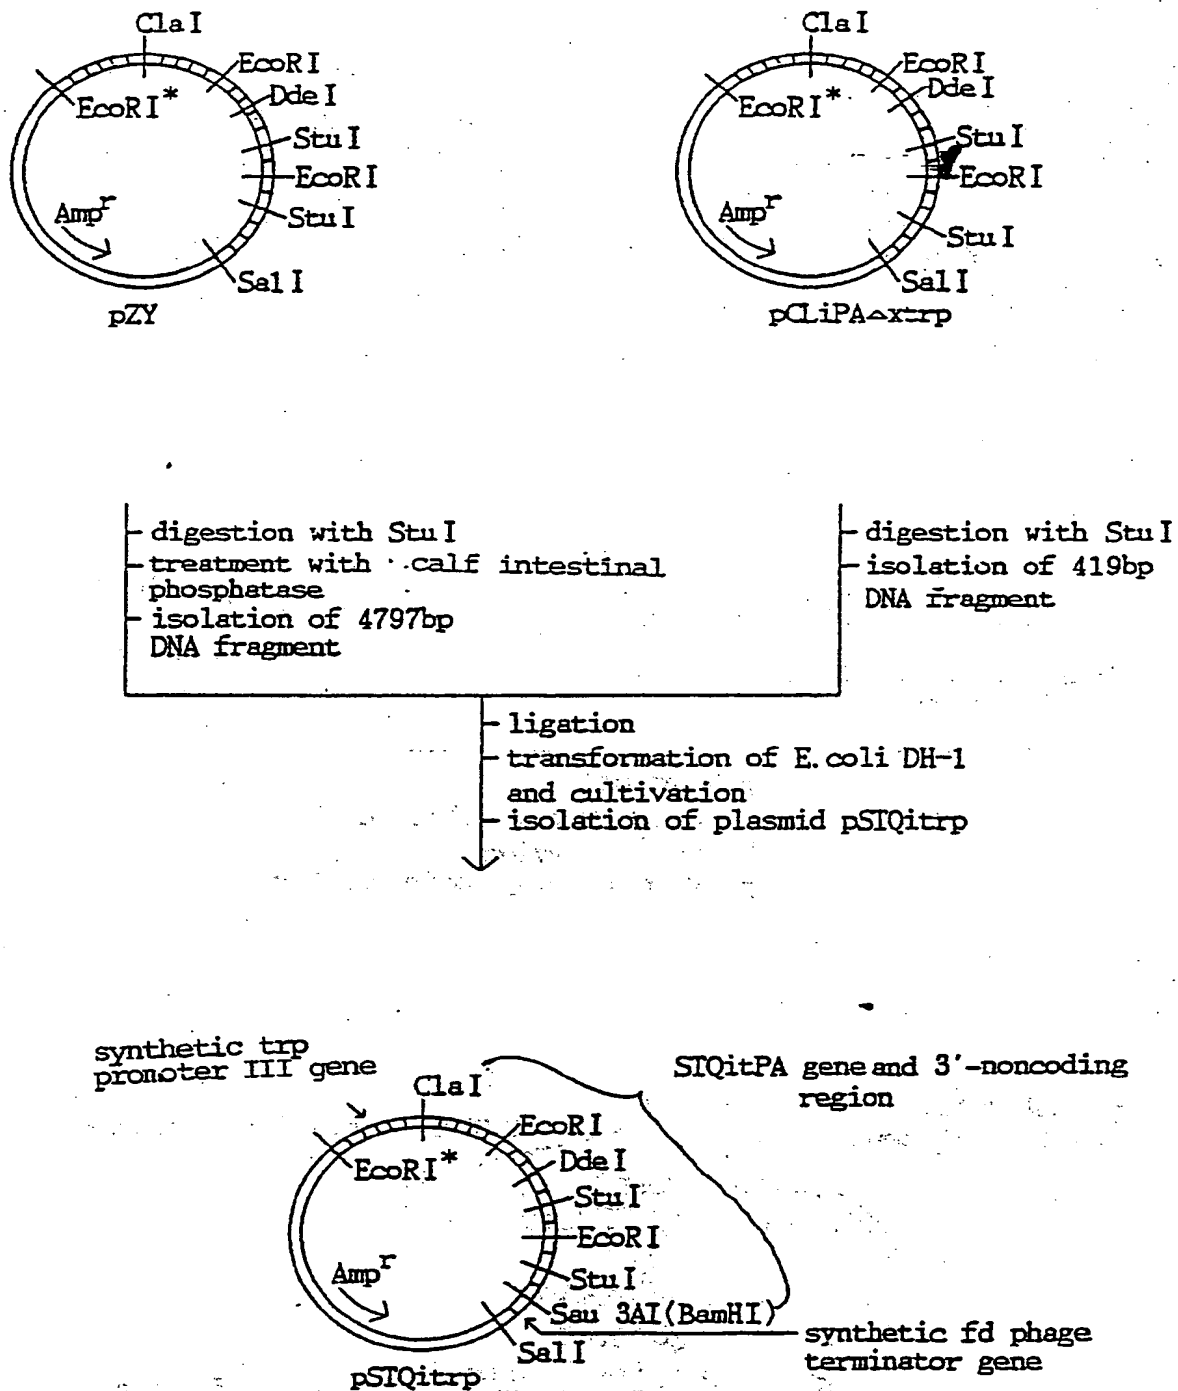 ClaI
EcoRI
EcoRI*
DdeI
StuI
EcoRI
Amp^r
StuI
SalI
pZY
ClaI
EcoRI
EcoRI*
DdeI
StuI
EcoRI
Amp^r
StuI
SalI
pCLiPA△xtrp
digestion with StuI
treatment with calf intestinal
phosphatase
isolation of 4797bp
DNA fragment
digestion with StuI
isolation of 419bp
DNA fragment
ligation
transformation of E.coli DH-1
and cultivation
isolation of plasmid pSTQitrp
synthetic trp
promoter III gene
STQitPA gene and 3'-noncoding
region
ClaI
EcoRI
EcoRI*
DdeI
StuI
EcoRI
Amp^r
StuI
Sau 3AI(BamHI)
SalI
synthetic fd phage
terminator gene
pSTQitrp